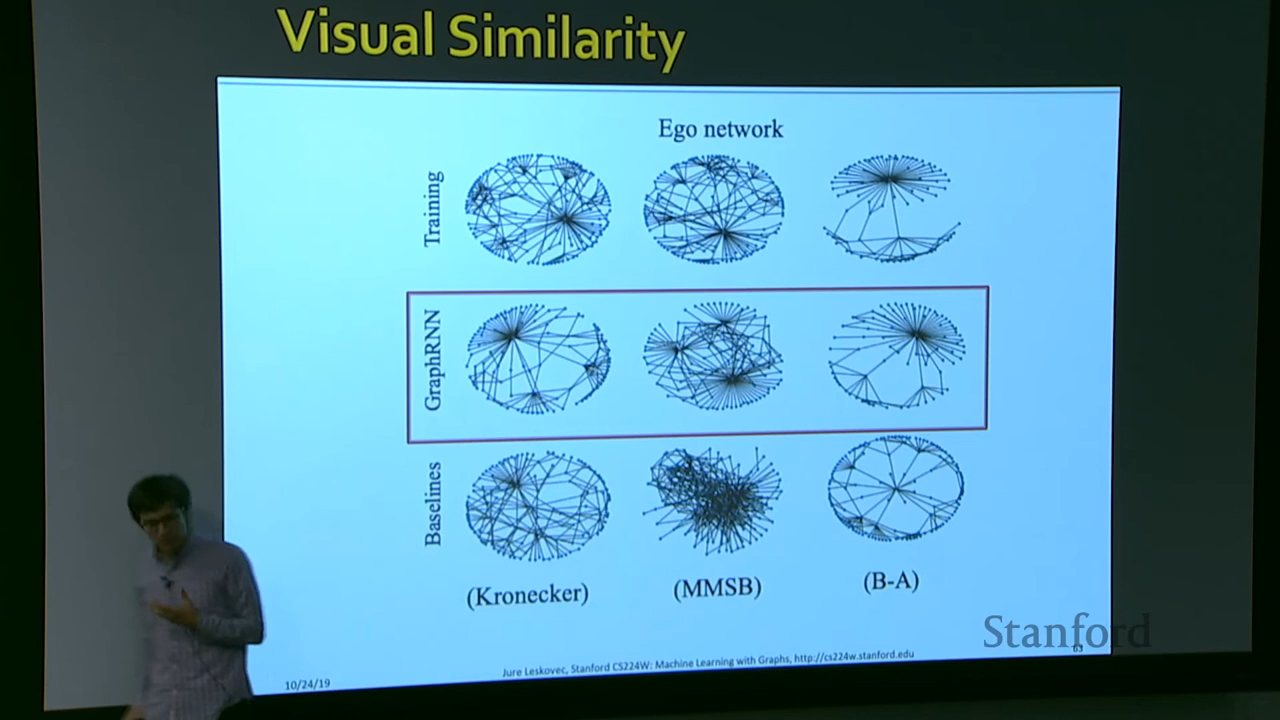 Visual Similarity
Ego network
Training
GraphRNN
Baselines
(Kronecker)
(MMSB)
(B-A)
Stanford
63
Jure Leskovec, Stanford CS224W: Machine Learning with Graphs, http://cs224w.stanford.edu
10/24/19